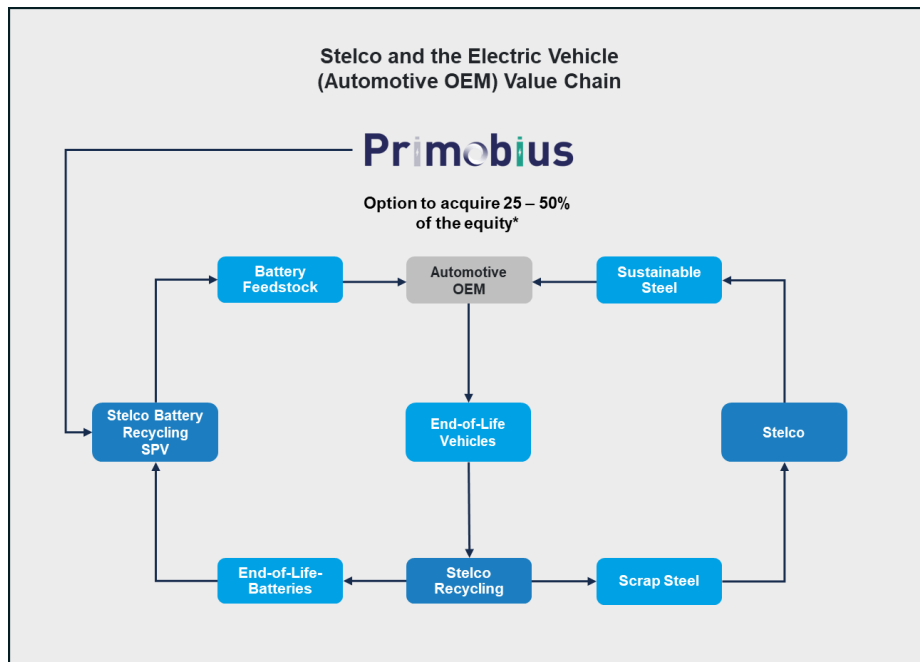 Stelco and the Electric Vehicle
(Automotive OEM) Value Chain
Primobius
Option to acquire 25 – 50%
of the equity*
Battery
Feedstock
Automotive
OEM
Sustainable
Steel
Stelco Battery
Recycling
SPV
End-of-Life
Vehicles
Stelco
End-of-Life-
Batteries
Stelco
Recycling
Scrap Steel